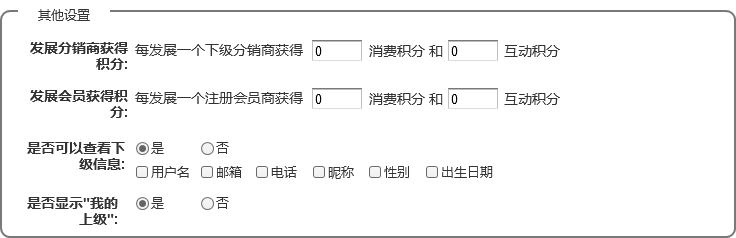 其他设置
发展分销商获得积分: 每发展一个下级分销商获得 0 消费积分 和 0 互动积分
发展会员获得积分: 每发展一个注册会员商获得 0 消费积分 和 0 互动积分
是否可以查看下级信息: 是 否
用户名 邮箱 电话 昵称 性别 出生日期
是否显示"我的上级": 是 否